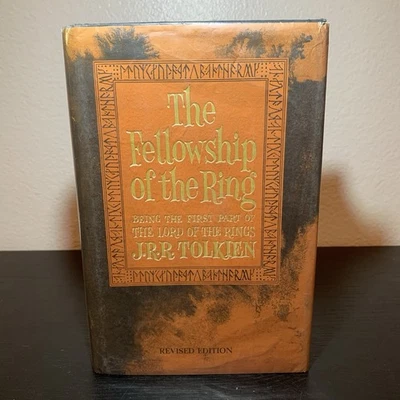 The
Fellowship
of the Ring
BEING THE FIRST PART OF
THE LORD OF THE RINGS
J.R.R. TOLKIEN
REVISED EDITION